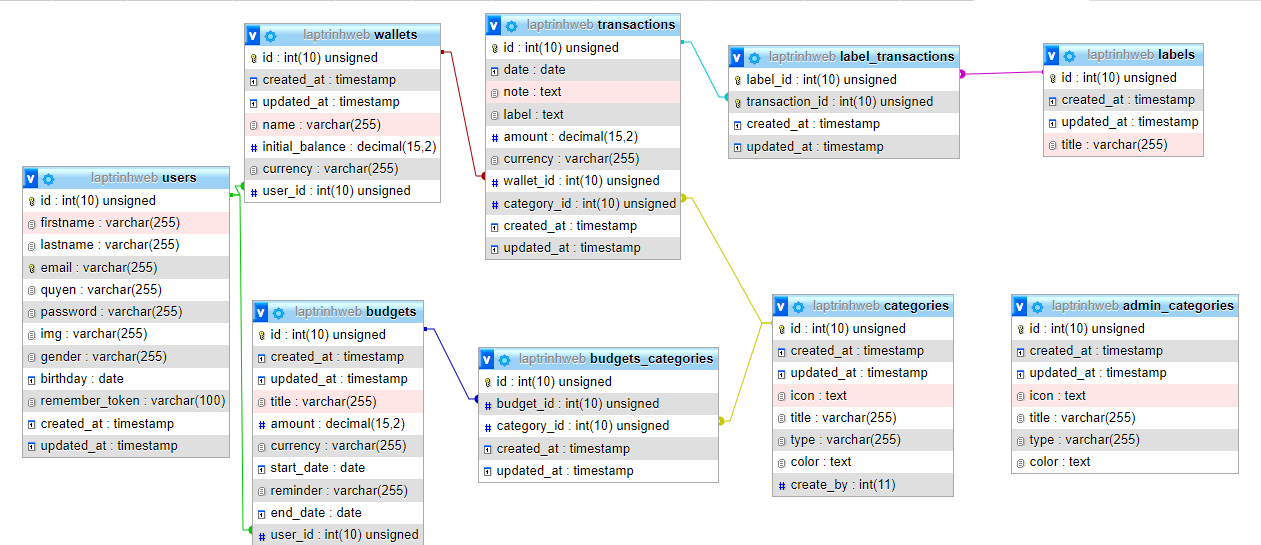 laptrinhweb users
id : int(10) unsigned
firstname : varchar(255)
lastname : varchar(255)
email : varchar(255)
quyen : varchar(255)
password : varchar(255)
img : varchar(255)
gender : varchar(255)
birthday : date
remember_token : varchar(100)
created_at : timestamp
updated_at : timestamp
laptrinhweb wallets
id : int(10) unsigned
created_at : timestamp
updated_at : timestamp
name : varchar(255)
initial_balance : decimal(15,2)
currency : varchar(255)
user_id : int(10) unsigned
laptrinhweb budgets
id : int(10) unsigned
created_at : timestamp
updated_at : timestamp
title : varchar(255)
amount : decimal(15,2)
currency : varchar(255)
start_date : date
reminder : varchar(255)
end_date : date
user_id : int(10) unsigned
laptrinhweb transactions
id : int(10) unsigned
date : date
note : text
label : text
amount : decimal(15,2)
currency : varchar(255)
wallet_id : int(10) unsigned
category_id : int(10) unsigned
created_at : timestamp
updated_at : timestamp
laptrinhweb budgets_categories
id : int(10) unsigned
budget_id : int(10) unsigned
category_id : int(10) unsigned
created_at : timestamp
updated_at : timestamp
laptrinhweb label_transactions
label_id : int(10) unsigned
transaction_id : int(10) unsigned
created_at : timestamp
updated_at : timestamp
laptrinhweb categories
id : int(10) unsigned
created_at : timestamp
updated_at : timestamp
icon : text
title : varchar(255)
type : varchar(255)
color : text
create_by : int(11)
laptrinhweb labels
id : int(10) unsigned
created_at : timestamp
updated_at : timestamp
title : varchar(255)
laptrinhweb admin_categories
id : int(10) unsigned
created_at : timestamp
updated_at : timestamp
icon : text
title : varchar(255)
type : varchar(255)
color : text